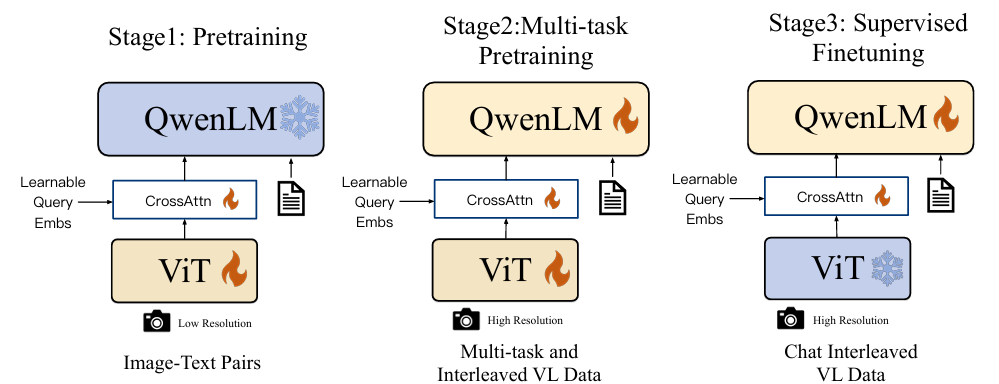 Stage1: Pretraining
QwenLM
Learnable
Query
Embs
CrossAttn
ViT
Low Resolution
Image-Text Pairs
Stage2:Multi-task
Pretraining
QwenLM
Learnable
Query
Embs
CrossAttn
ViT
High Resolution
Multi-task and
Interleaved VL Data
Stage3: Supervised
Finetuning
QwenLM
Learnable
Query
Embs
CrossAttn
ViT
High Resolution
Chat Interleaved
VL Data